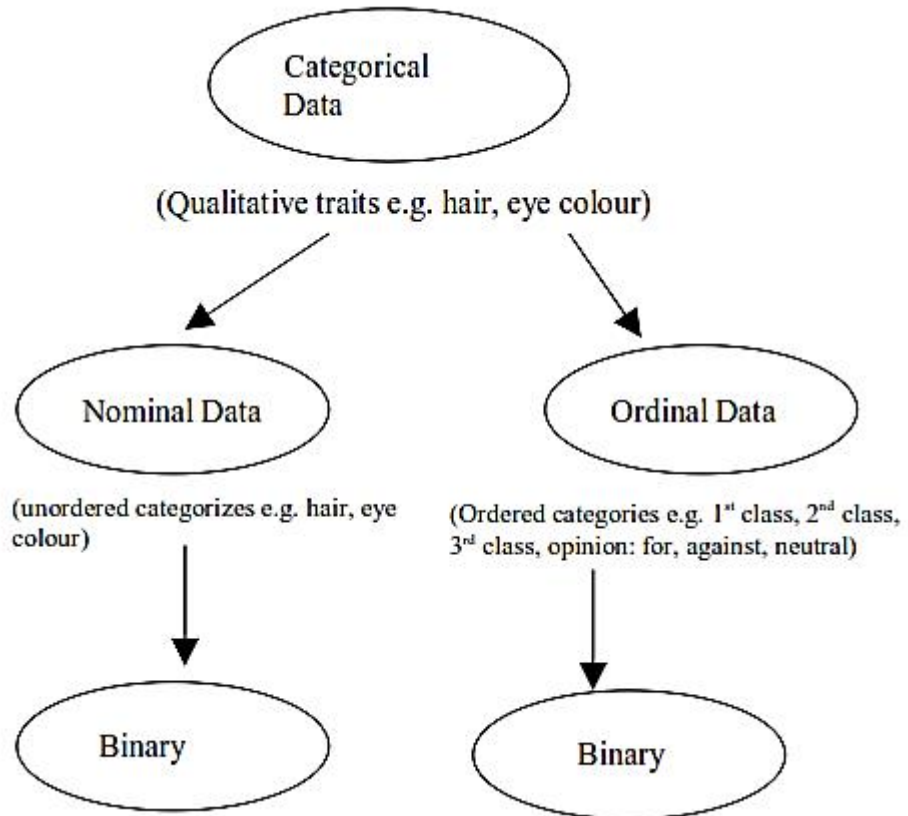 Categorical
Data
(Qualitative traits e.g. hair, eye colour)
Nominal Data
Ordinal Data
(unordered categorizes e.g. hair, eye
colour)
(Ordered categories e.g. 1st class, 2nd class,
3rd class, opinion: for, against, neutral)
Binary
Binary